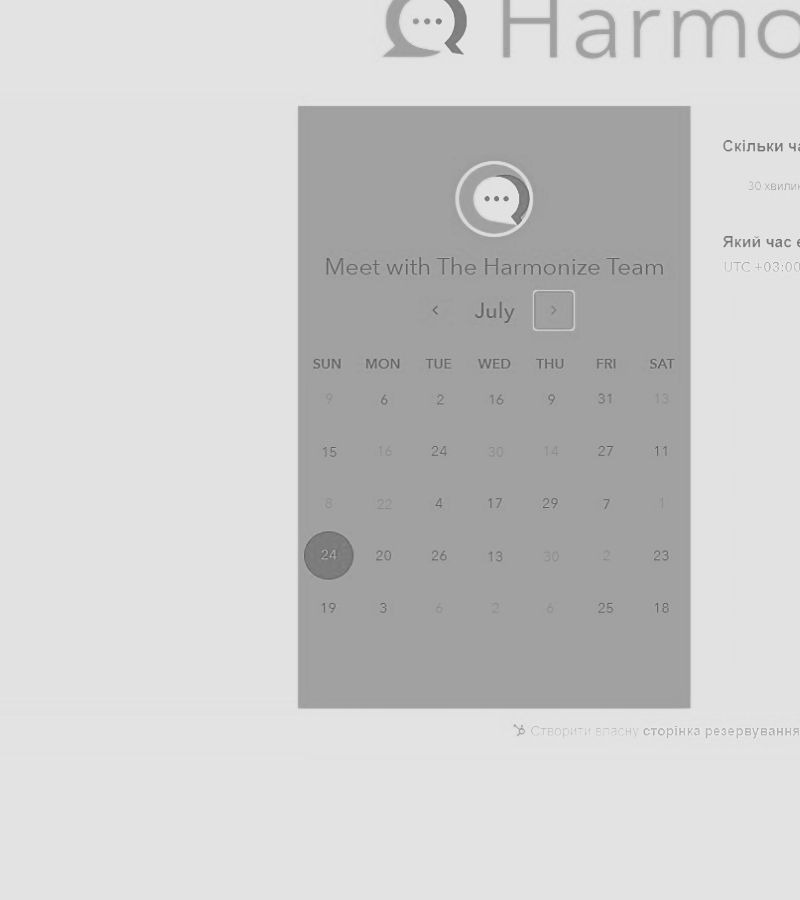 Harmo
Meet with The Harmonize Team
July
SUN MON TUE WED THU FRI SAT
9 6 2 16 9 31 13
15 16 24 30 14 27 11
8 22 4 17 29 7 1
24 20 26 13 30 2 23
19 3 6 2 6 25 18
Скільки ча
30 хвилин
Який час є
UTC +03:00
Створити власну сторінка резервування